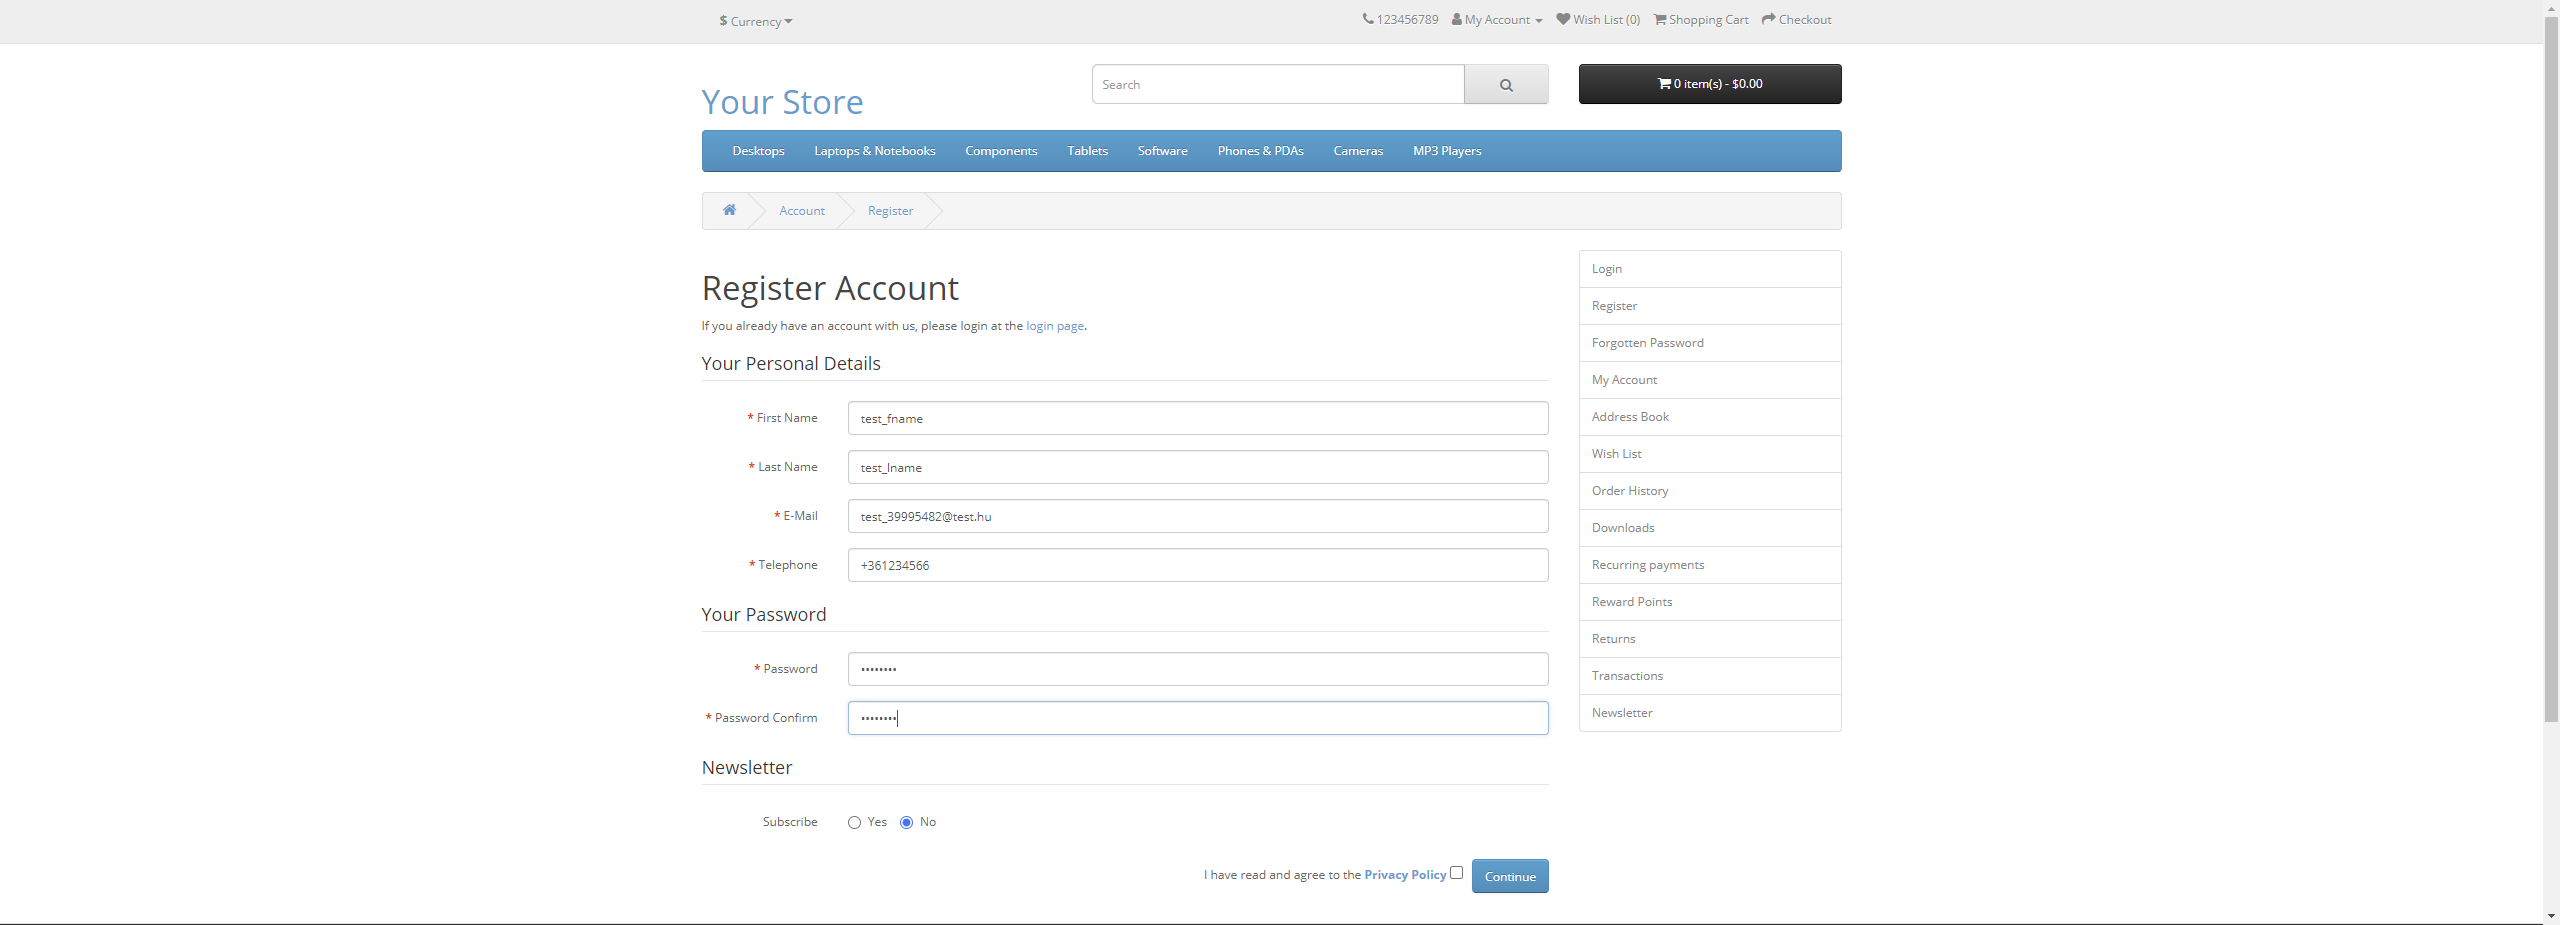 $ Currency
123456789 My Account Wish List (0) Shopping Cart Checkout
Your Store
Search
0 item(s) - $0.00
Desktops Laptops & Notebooks Components Tablets Software Phones & PDAs Cameras MP3 Players
Account Register
Register Account
If you already have an account with us, please login at the login page.
Your Personal Details
* First Name test_fname
* Last Name test_lname
* E-Mail test_39995482@test.hu
* Telephone +361234566
Your Password
* Password ••••••••
* Password Confirm ••••••••
Newsletter
Subscribe Yes No
I have read and agree to the Privacy Policy Continue
Login
Register
Forgotten Password
My Account
Address Book
Wish List
Order History
Downloads
Recurring payments
Reward Points
Returns
Transactions
Newsletter